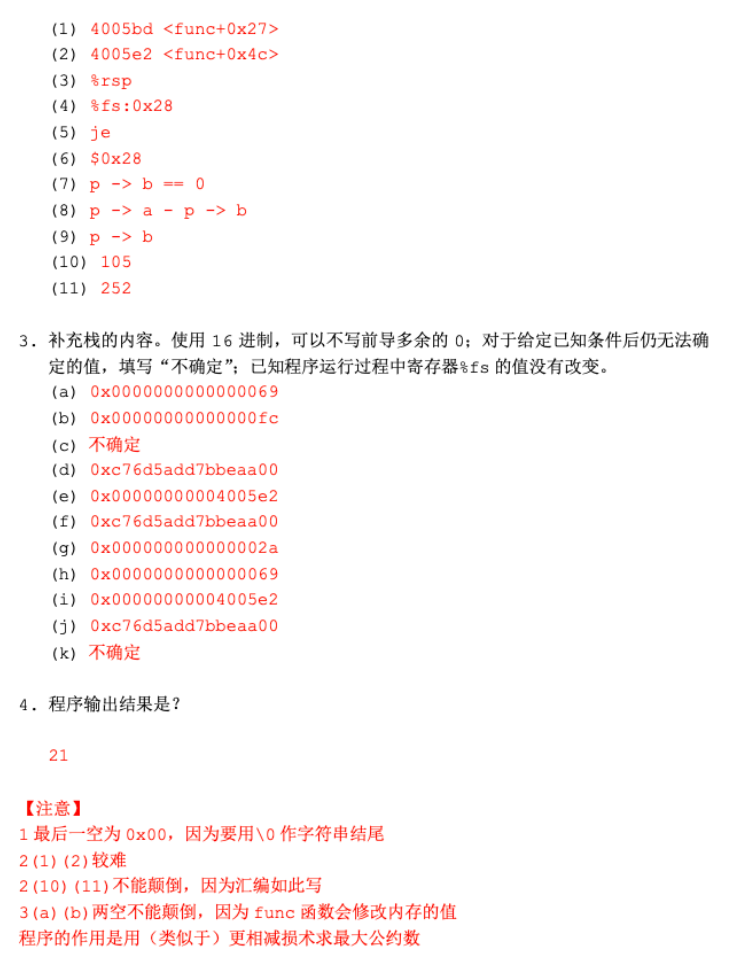 (1) 4005bd <func+0x27>
(2) 4005e2 <func+0x4c>
(3) %rsp
(4) %fs:0x28
(5) je
(6) $0x28
(7) p -> b == 0
(8) p -> a - p -> b
(9) p -> b
(10) 105
(11) 252
3. 补充栈的内容。使用 16 进制，可以不写前导多余的 0；对于给定已知条件后仍无法确
定的值，填写“不确定”；已知程序运行过程中寄存器%fs 的值没有改变。
(a) 0x0000000000000069
(b) 0x00000000000000fc
(c) 不确定
(d) 0xc76d5add7bbeaa00
(e) 0x00000000004005e2
(f) 0xc76d5add7bbeaa00
(g) 0x000000000000002a
(h) 0x0000000000000069
(i) 0x00000000004005e2
(j) 0xc76d5add7bbeaa00
(k) 不确定
4. 程序输出结果是？
21
【注意】
1 最后一空为 0x00，因为要用\0 作字符串结尾
2(1)(2)较难
2(10)(11)不能颠倒，因为汇编如此写
3(a)(b)两空不能颠倒，因为 func 函数会修改内存的值
程序的作用是用（类似于）更相减损术求最大公约数